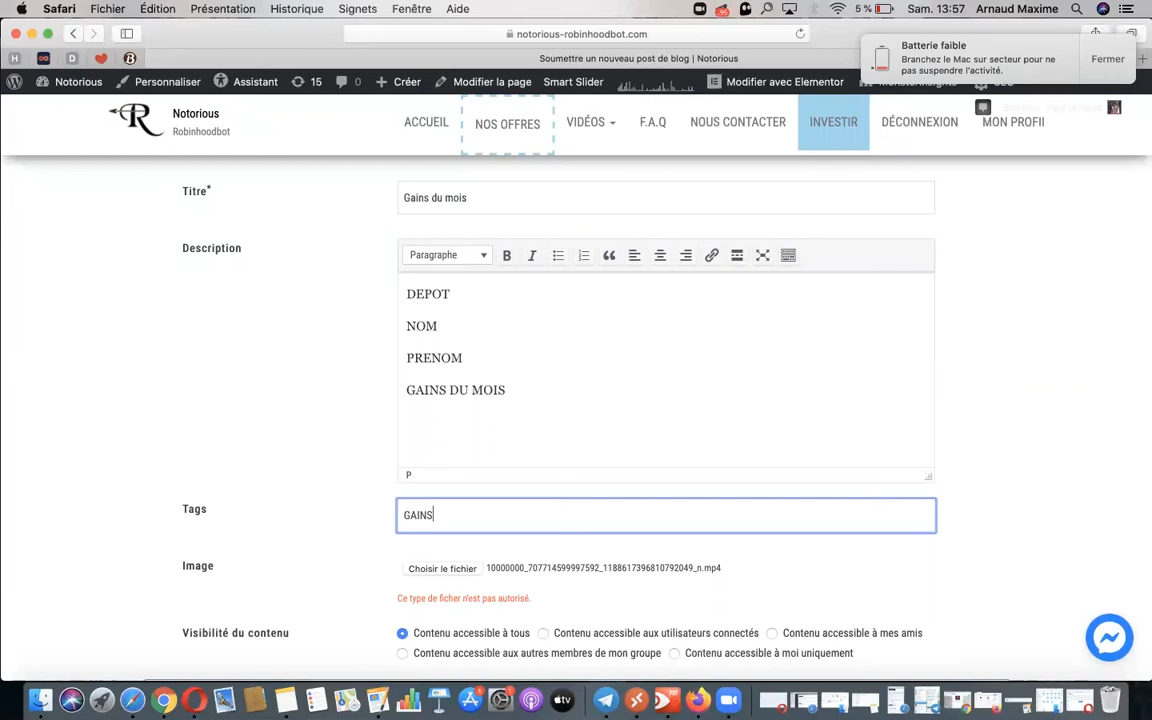 Safari Fichier Édition Présentation Historique Signets Fenêtre Aide 5 % Sam. 13:57 Arnaud Maxime
notorious-robinhoodbot.com
Soumettre un nouveau post de blog | Notorious
Batterie faible
Branchez le Mac sur secteur pour ne
pas suspendre l'activité.
Fermer
Notorious Personnaliser Assistant 15 0 Créer Modifier la page Smart Slider Modifier avec Elementor
Notorious
Robinhoodbot
ACCUEIL NOS OFFRES VIDÉOS F.A.Q NOUS CONTACTER INVESTIR DÉCONNEXION MON PROFIL
Titre*
Gains du mois
Description
Paragraphe
DEPOT
NOM
PRENOM
GAINS DU MOIS
P
Tags
GAINS
Image
Choisir le fichier 10000000_707714599997592_1188617396810792049_n.mp4
Ce type de ficher n'est pas autorisé.
Visibilité du contenu
Contenu accessible à tous Contenu accessible aux utilisateurs connectés Contenu accessible à mes amis
Contenu accessible aux autres membres de mon groupe Contenu accessible à moi uniquement